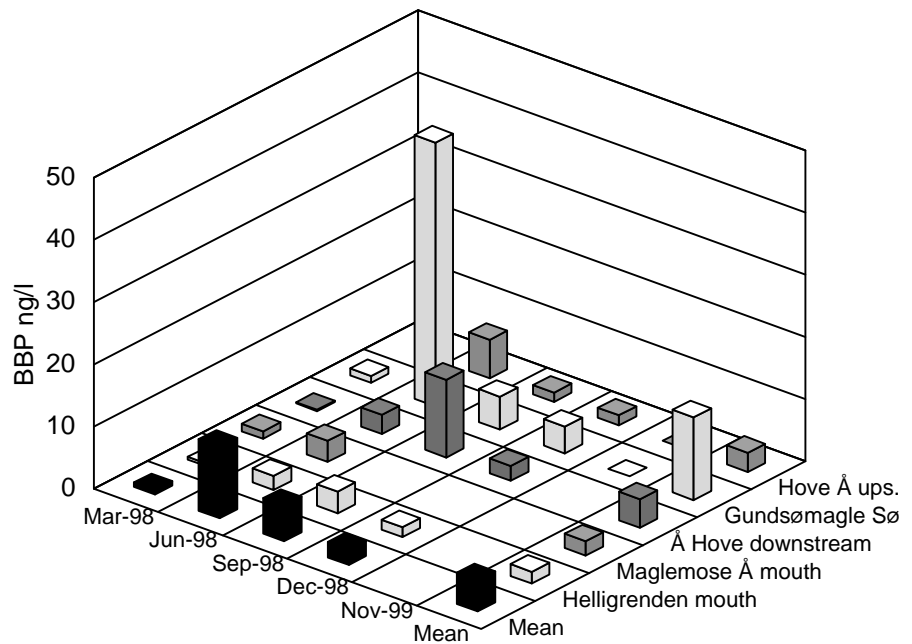 50
40
30
20
10
0
BBP ng/l
Mar-98
Jun-98
Sep-98
Dec-98
Nov-99
Mean
Hove Å ups.
Gundsømagle Sø
Å Hove downstream
Maglemose Å mouth
Helligrenden mouth
Mean